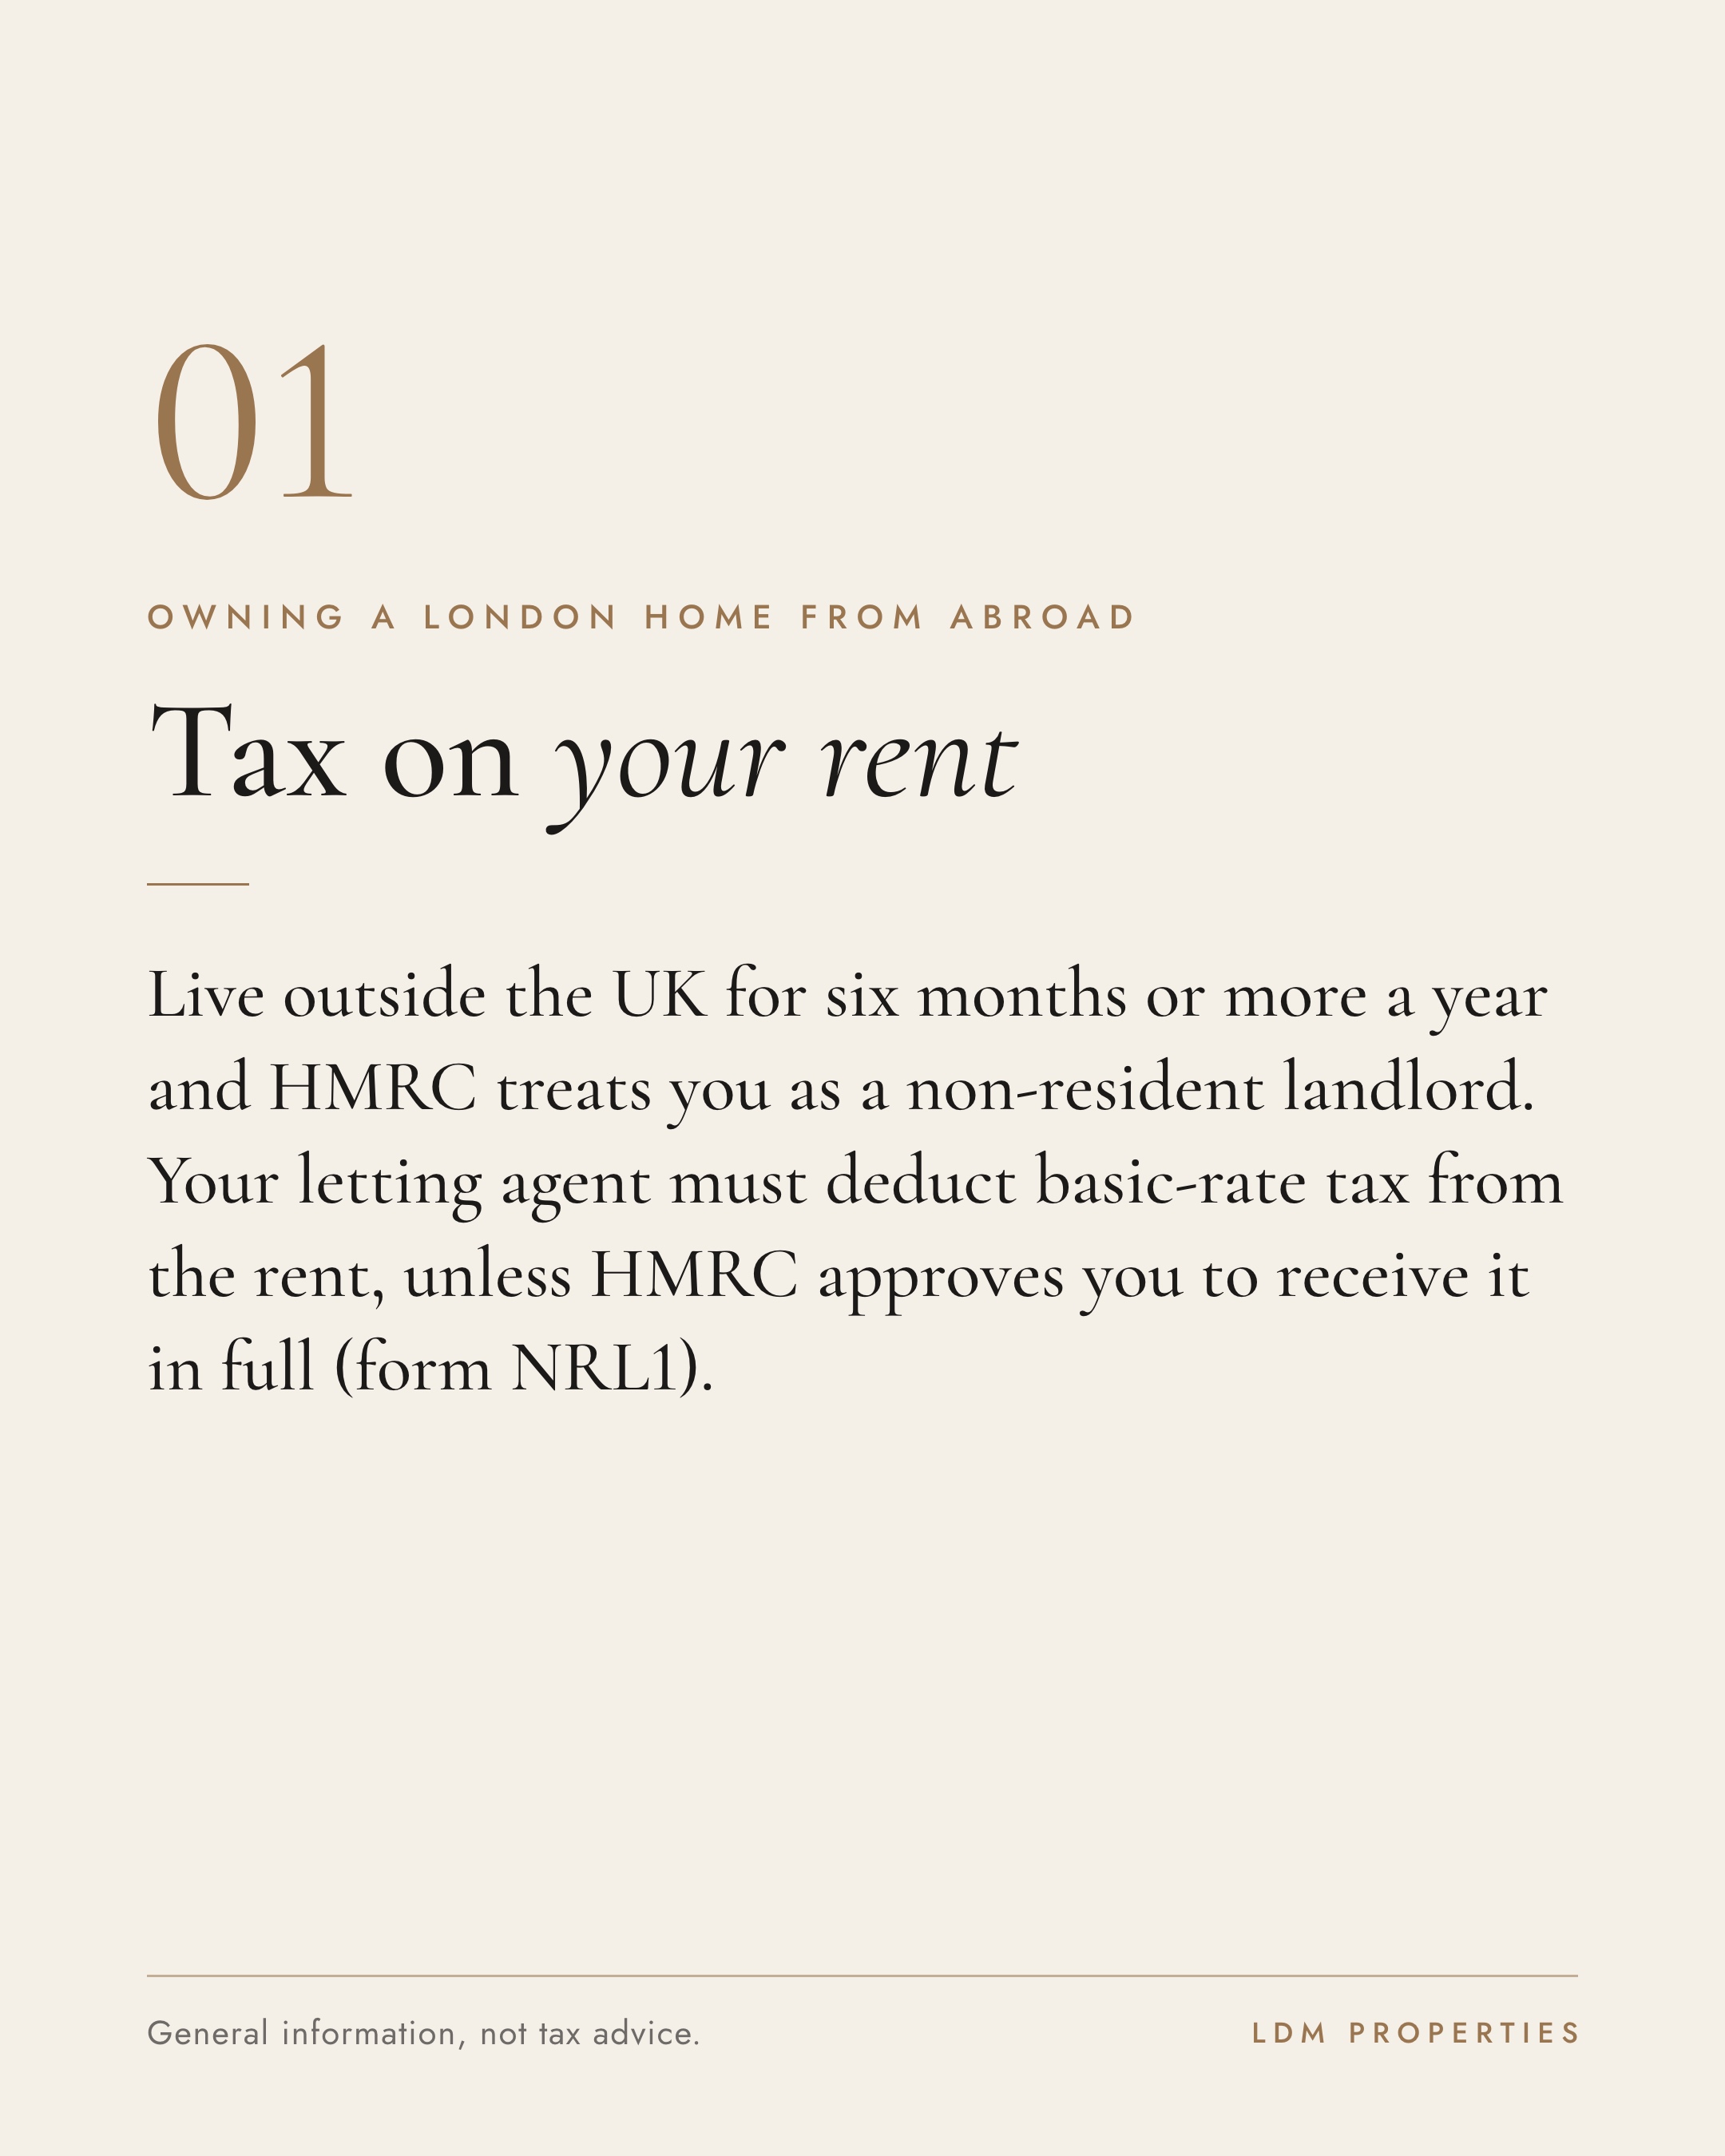 01
OWNING A LONDON HOME FROM ABROAD
Tax on your rent
Live outside the UK for six months or more a year
and HMRC treats you as a non-resident landlord.
Your letting agent must deduct basic-rate tax from
the rent, unless HMRC approves you to receive it
in full (form NRL1).
General information, not tax advice.
LDM PROPERTIES